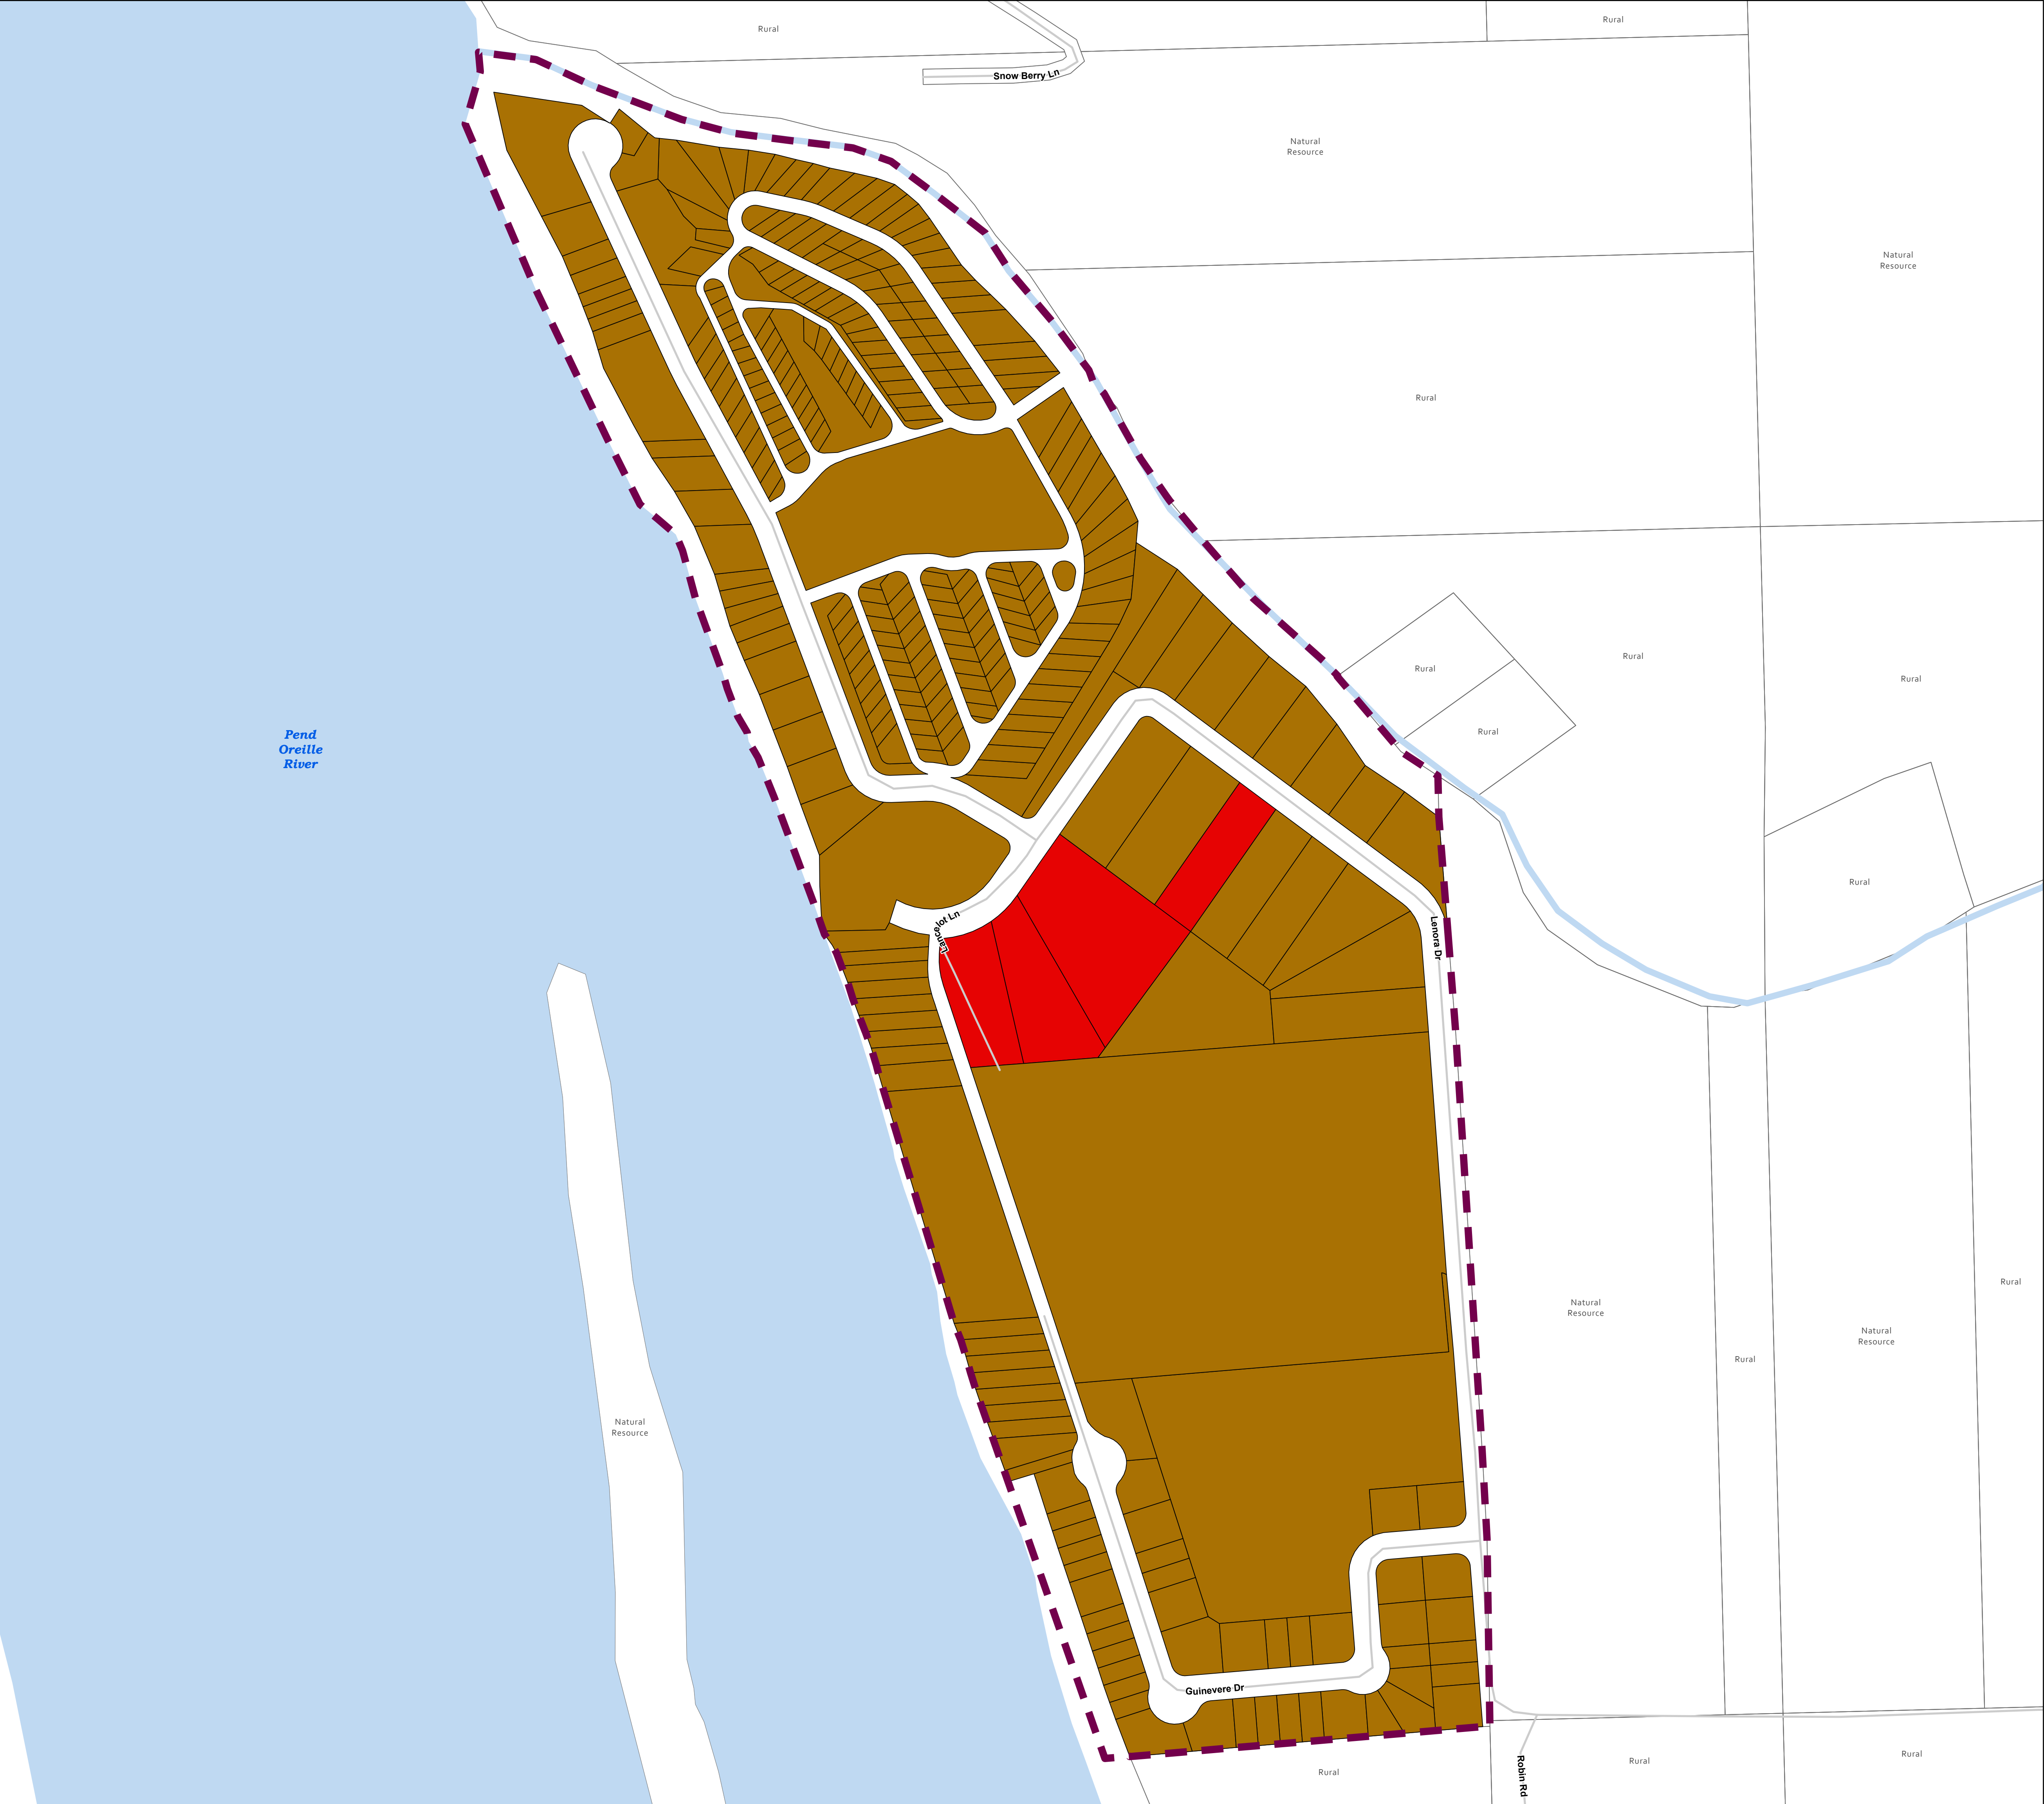 Rural
Rural
Snow Berry Ln
Natural
Resource
Natural
Resource
Rural
Rural
Rural
Rural
Rural
Pend
Oreille
River
Rural
Lancelot Ln
Lenora Dr
Natural
Resource
Rural
Natural
Resource
Rural
Natural
Resource
Guinevere Dr
Robin Rd
Rural
Rural
Rural